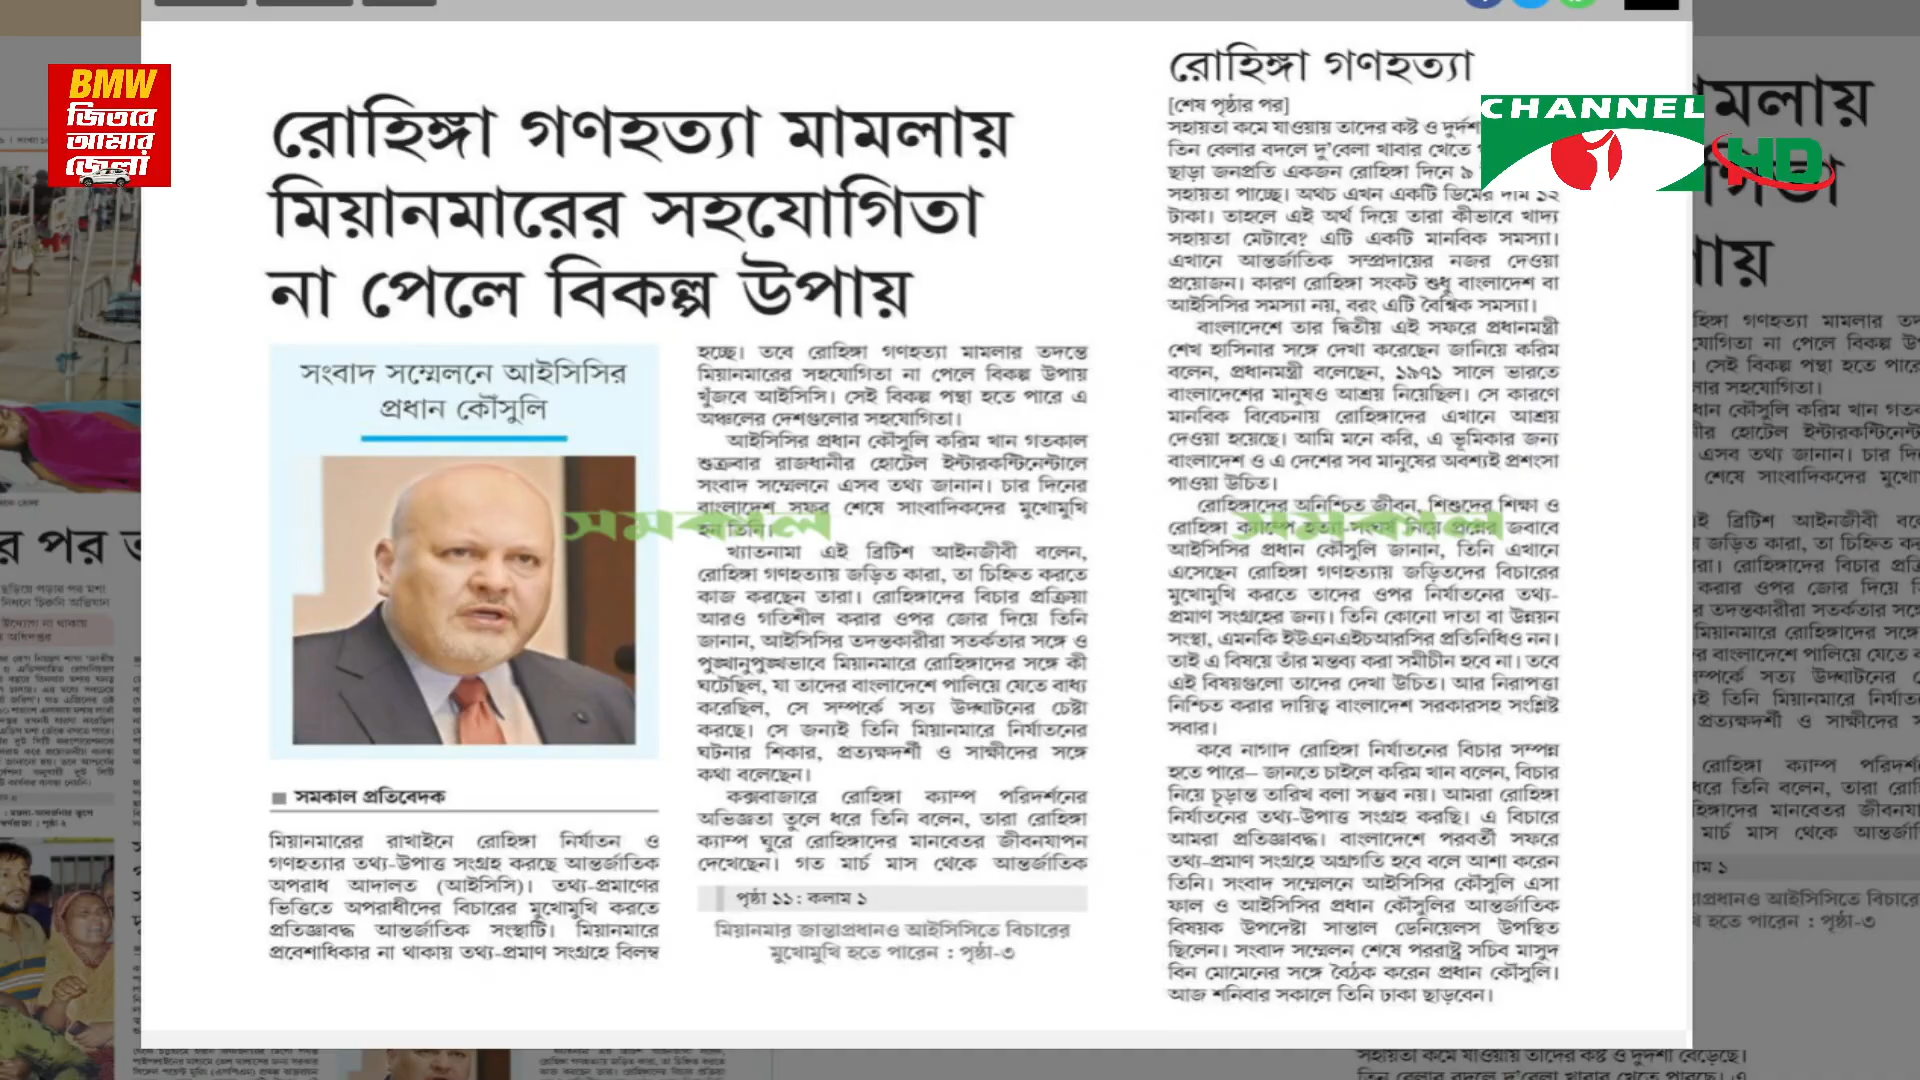 BMW
জিতবে
আমার
জেলা
CHANNEL
HD
রোহিঙ্গা গণহত্যা মামলায়
মিয়ানমারের সহযোগিতা
না পেলে বিকল্প উপায়
সংবাদ সম্মেলনে আইসিসির
প্রধান কৌঁসুলি
সমকাল প্রতিবেদক
মিয়ানমারের রাখাইনে রোহিঙ্গা নির্যাতন ও
গণহত্যার তথ্য-উপাত্ত সংগ্রহ করছে আন্তর্জাতিক
অপরাধ আদালত (আইসিসি)। তথ্য-প্রমাণের
ভিত্তিতে অপরাধীদের বিচারের মুখোমুখি করতে
প্রতিজ্ঞাবদ্ধ আন্তর্জাতিক সংস্থাটি। মিয়ানমারে
প্রবেশাধিকার না থাকায় তথ্য-প্রমাণ সংগ্রহে বিলম্ব
হচ্ছে। তবে রোহিঙ্গা গণহত্যা মামলার তদন্তে
মিয়ানমারের সহযোগিতা না পেলে বিকল্প উপায়
খুঁজবে আইসিসি। সেই বিকল্প পন্থা হতে পারে এ
অঞ্চলের দেশগুলোর সহযোগিতা।
আইসিসির প্রধান কৌঁসুলি করিম খান গতকাল
শুক্রবার রাজধানীর হোটেল ইন্টারকন্টিনেন্টালে
সংবাদ সম্মেলনে এসব তথ্য জানান। চার দিনের
বাংলাদেশ সফর শেষে সাংবাদিকদের মুখোমুখি
হন তিনি।
খ্যাতনামা এই ব্রিটিশ আইনজীবী বলেন,
রোহিঙ্গা গণহত্যায় জড়িত কারা, তা চিহ্নিত করতে
কাজ করছেন তারা। রোহিঙ্গাদের বিচার প্রক্রিয়া
আরও গতিশীল করার ওপর জোর দিয়ে তিনি
জানান, আইসিসির তদন্তকারীরা সতর্কতার সঙ্গে ও
পুঙ্খানুপুঙ্খভাবে মিয়ানমারে রোহিঙ্গাদের সঙ্গে কী
ঘটেছিল, যা তাদের বাংলাদেশে পালিয়ে যেতে বাধ্য
করেছিল, সে সম্পর্কে সত্য উদ্ঘাটনের চেষ্টা
করছে। সে জন্যই তিনি মিয়ানমারে নির্যাতনের
ঘটনার শিকার, প্রত্যক্ষদর্শী ও সাক্ষীদের সঙ্গে
কথা বলেছেন।
কক্সবাজারে রোহিঙ্গা ক্যাম্প পরিদর্শনের
অভিজ্ঞতা তুলে ধরে তিনি বলেন, তারা রোহিঙ্গা
ক্যাম্প ঘুরে রোহিঙ্গাদের মানবেতর জীবনযাপন
দেখেছেন। গত মার্চ মাস থেকে আন্তর্জাতিক
পৃষ্ঠা ১১: কলাম ১
মিয়ানমার জান্তাপ্রধানও আইসিসিতে বিচারের
মুখোমুখি হতে পারেন : পৃষ্ঠা-৩
সমকাল
রোহিঙ্গা গণহত্যা
[শেষ পৃষ্ঠার পর]
সহায়তা কমে যাওয়ায় তাদের কষ্ট ও দুর্দশা
তিন বেলার বদলে দু'বেলা খাবার খেতে
ছাড়া জনপ্রতি একজন রোহিঙ্গা দিনে ৯
সহায়তা পাচ্ছে। অথচ এখন একটি ডিমের দাম ১২
টাকা। তাহলে এই অর্থ দিয়ে তারা কীভাবে খাদ্য
সহায়তা মেটাবে? এটি একটি মানবিক সমস্যা।
এখানে আন্তর্জাতিক সম্প্রদায়ের নজর দেওয়া
প্রয়োজন। কারণ রোহিঙ্গা সংকট শুধু বাংলাদেশ বা
আইসিসির সমস্যা নয়, বরং এটি বৈশ্বিক সমস্যা।
বাংলাদেশে তার দ্বিতীয় এই সফরে প্রধানমন্ত্রী
শেখ হাসিনার সঙ্গে দেখা করেছেন জানিয়ে করিম
বলেন, প্রধানমন্ত্রী বলেছেন, ১৯৭১ সালে ভারতে
বাংলাদেশের মানুষও আশ্রয় নিয়েছিল। সে কারণে
মানবিক বিবেচনায় রোহিঙ্গাদের এখানে আশ্রয়
দেওয়া হয়েছে। আমি মনে করি, এ ভূমিকার জন্য
বাংলাদেশ ও এ দেশের সব মানুষের অবশ্যই প্রশংসা
পাওয়া উচিত।
রোহিঙ্গাদের অনিশ্চিত জীবন, শিশুদের শিক্ষা ও
রোহিঙ্গা ক্যাম্পে হত্যা-সংঘর্ষ নিয়ে প্রশ্নের জবাবে
আইসিসির প্রধান কৌঁসুলি জানান, তিনি এখানে
এসেছেন রোহিঙ্গা গণহত্যায় জড়িতদের বিচারের
মুখোমুখি করতে তাদের ওপর নির্যাতনের তথ্য-
প্রমাণ সংগ্রহের জন্য। তিনি কোনো দাতা বা উন্নয়ন
সংস্থা, এমনকি ইউএনএইচআরসির প্রতিনিধিও নন।
তাই এ বিষয়ে তাঁর মন্তব্য করা সমীচীন হবে না। তবে
এই বিষয়গুলো তাদের দেখা উচিত। আর নিরাপত্তা
নিশ্চিত করার দায়িত্ব বাংলাদেশ সরকারসহ সংশ্লিষ্ট
সবার।
কবে নাগাদ রোহিঙ্গা নির্যাতনের বিচার সম্পন্ন
হতে পারে– জানতে চাইলে করিম খান বলেন, বিচার
নিয়ে চূড়ান্ত তারিখ বলা সম্ভব নয়। আমরা রোহিঙ্গা
নির্যাতনের তথ্য-উপাত্ত সংগ্রহ করছি। এ বিচারে
আমরা প্রতিজ্ঞাবদ্ধ। বাংলাদেশে পরবর্তী সফরে
তথ্য-প্রমাণ সংগ্রহে অগ্রগতি হবে বলে আশা করেন
তিনি। সংবাদ সম্মেলনে আইসিসির কৌঁসুলি এসা
ফাল ও আইসিসির প্রধান কৌঁসুলির আন্তর্জাতিক
বিষয়ক উপদেষ্টা সান্তাল ডেনিয়েলস উপস্থিত
ছিলেন। সংবাদ সম্মেলন শেষে পররাষ্ট্র সচিব মাসুদ
বিন মোমেনের সঙ্গে বৈঠক করেন প্রধান কৌঁসুলি।
আজ শনিবার সকালে তিনি ঢাকা ছাড়বেন।
সমকাল